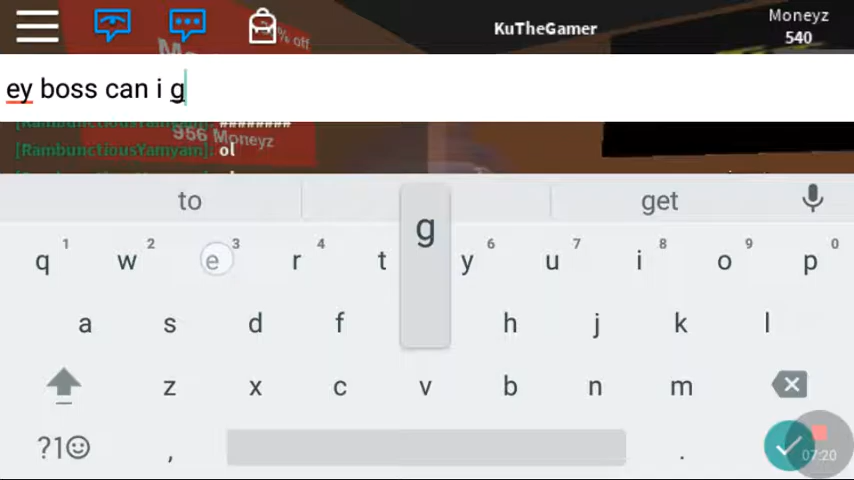 KuTheGamer
Moneyz
540
% off
ey boss can i g
########
956 Moneyz
ol
to
get
g
q 1 w 2 e 3 r 4 t y 6 u 7 i 8 o 9 p 0
a s d f h j k l
z x c v b n m
?1☺ , .
07:20